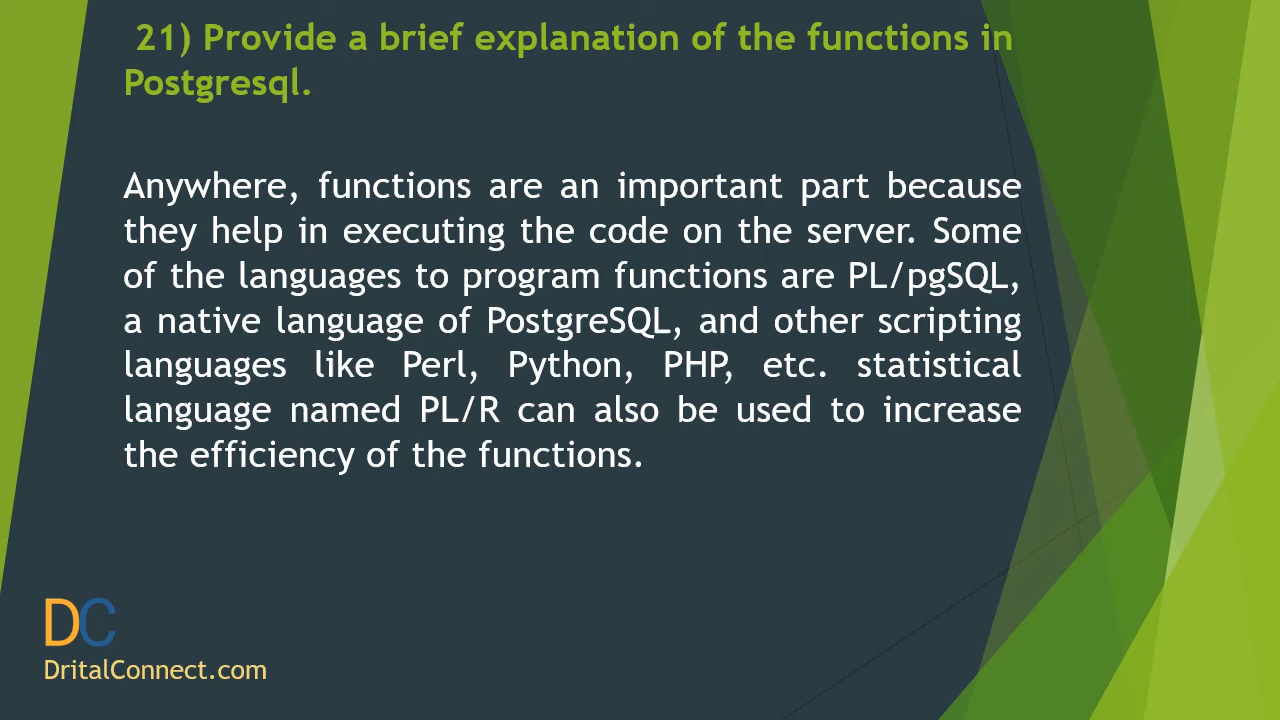 21) Provide a brief explanation of the functions in
Postgresql.
Anywhere, functions are an important part because
they help in executing the code on the server. Some
of the languages to program functions are PL/pgSQL,
a native language of PostgreSQL, and other scripting
languages like Perl, Python, PHP, etc. statistical
language named PL/R can also be used to increase
the efficiency of the functions.
DC
DritalConnect.com